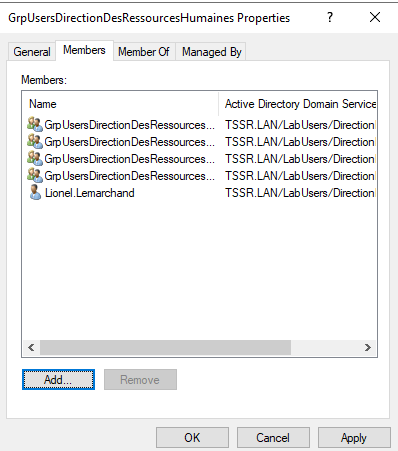 GrpUsersDirectionDesRessourcesHumaines Properties ? ×
General Members Member Of Managed By
Members:
Name Active Directory Domain Service
GrpUsersDirectionDesRessources... TSSR.LAN/LabUsers/Direction
GrpUsersDirectionDesRessources... TSSR.LAN/LabUsers/Direction
GrpUsersDirectionDesRessources... TSSR.LAN/LabUsers/Direction
GrpUsersDirectionDesRessources... TSSR.LAN/LabUsers/Direction
Lionel.Lemarchand TSSR.LAN/LabUsers/Direction
Add... Remove
OK Cancel Apply